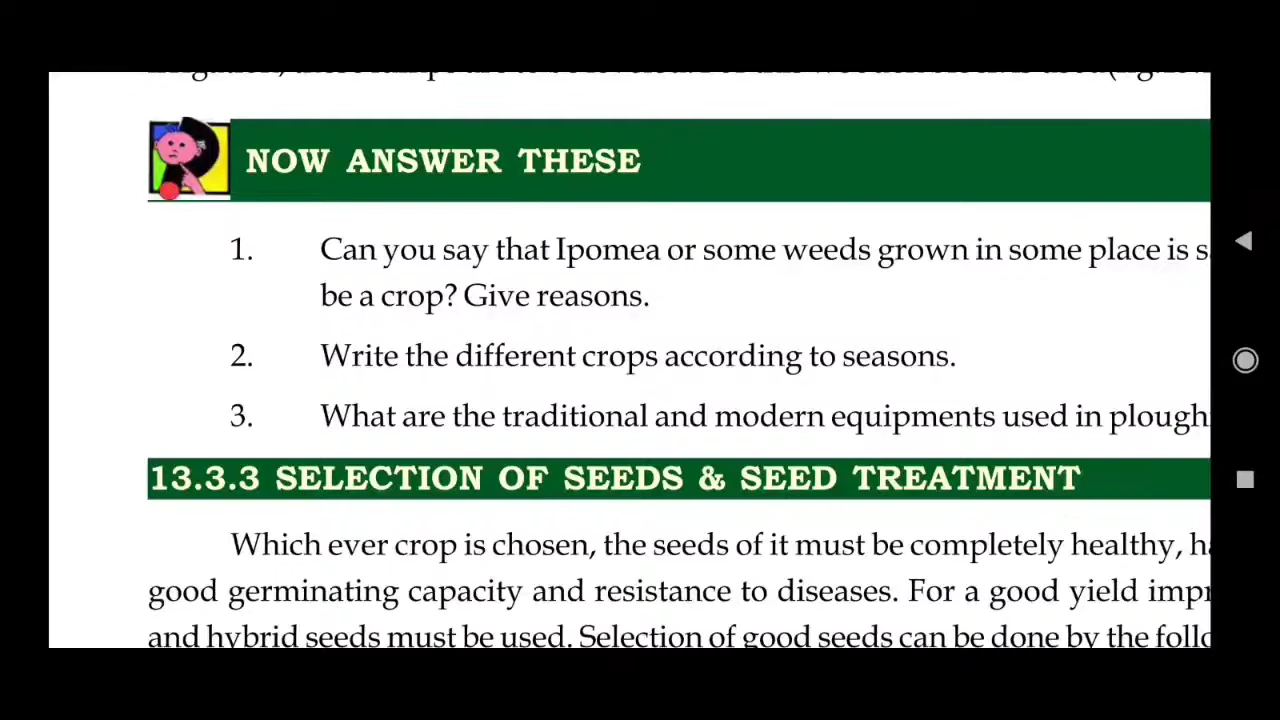 NOW ANSWER THESE
1. Can you say that Ipomea or some weeds grown in some place is
be a crop? Give reasons.
2. Write the different crops according to seasons.
3. What are the traditional and modern equipments used in
13.3.3 SELECTION OF SEEDS & SEED TREATMENT
Which ever crop is chosen, the seeds of it must be completely healthy,
good germinating capacity and resistance to diseases. For a good yield
and hybrid seeds must be used. Selection of good seeds can be done by the